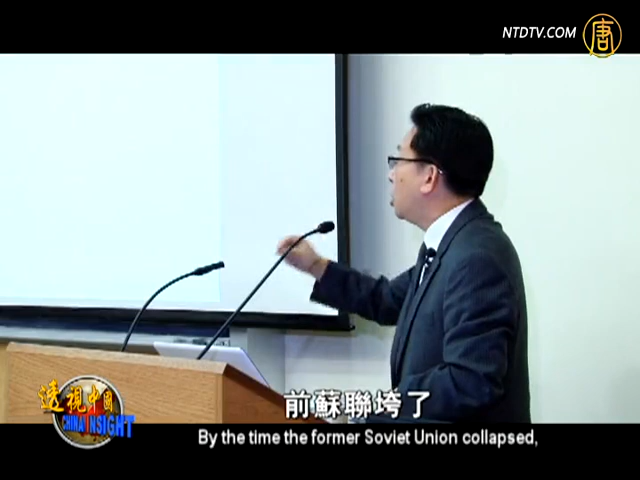 NTDTV.COM
唐
前蘇聯垮了
透視中國
CHINA INSIGHT
By the time the former Soviet Union collapsed,